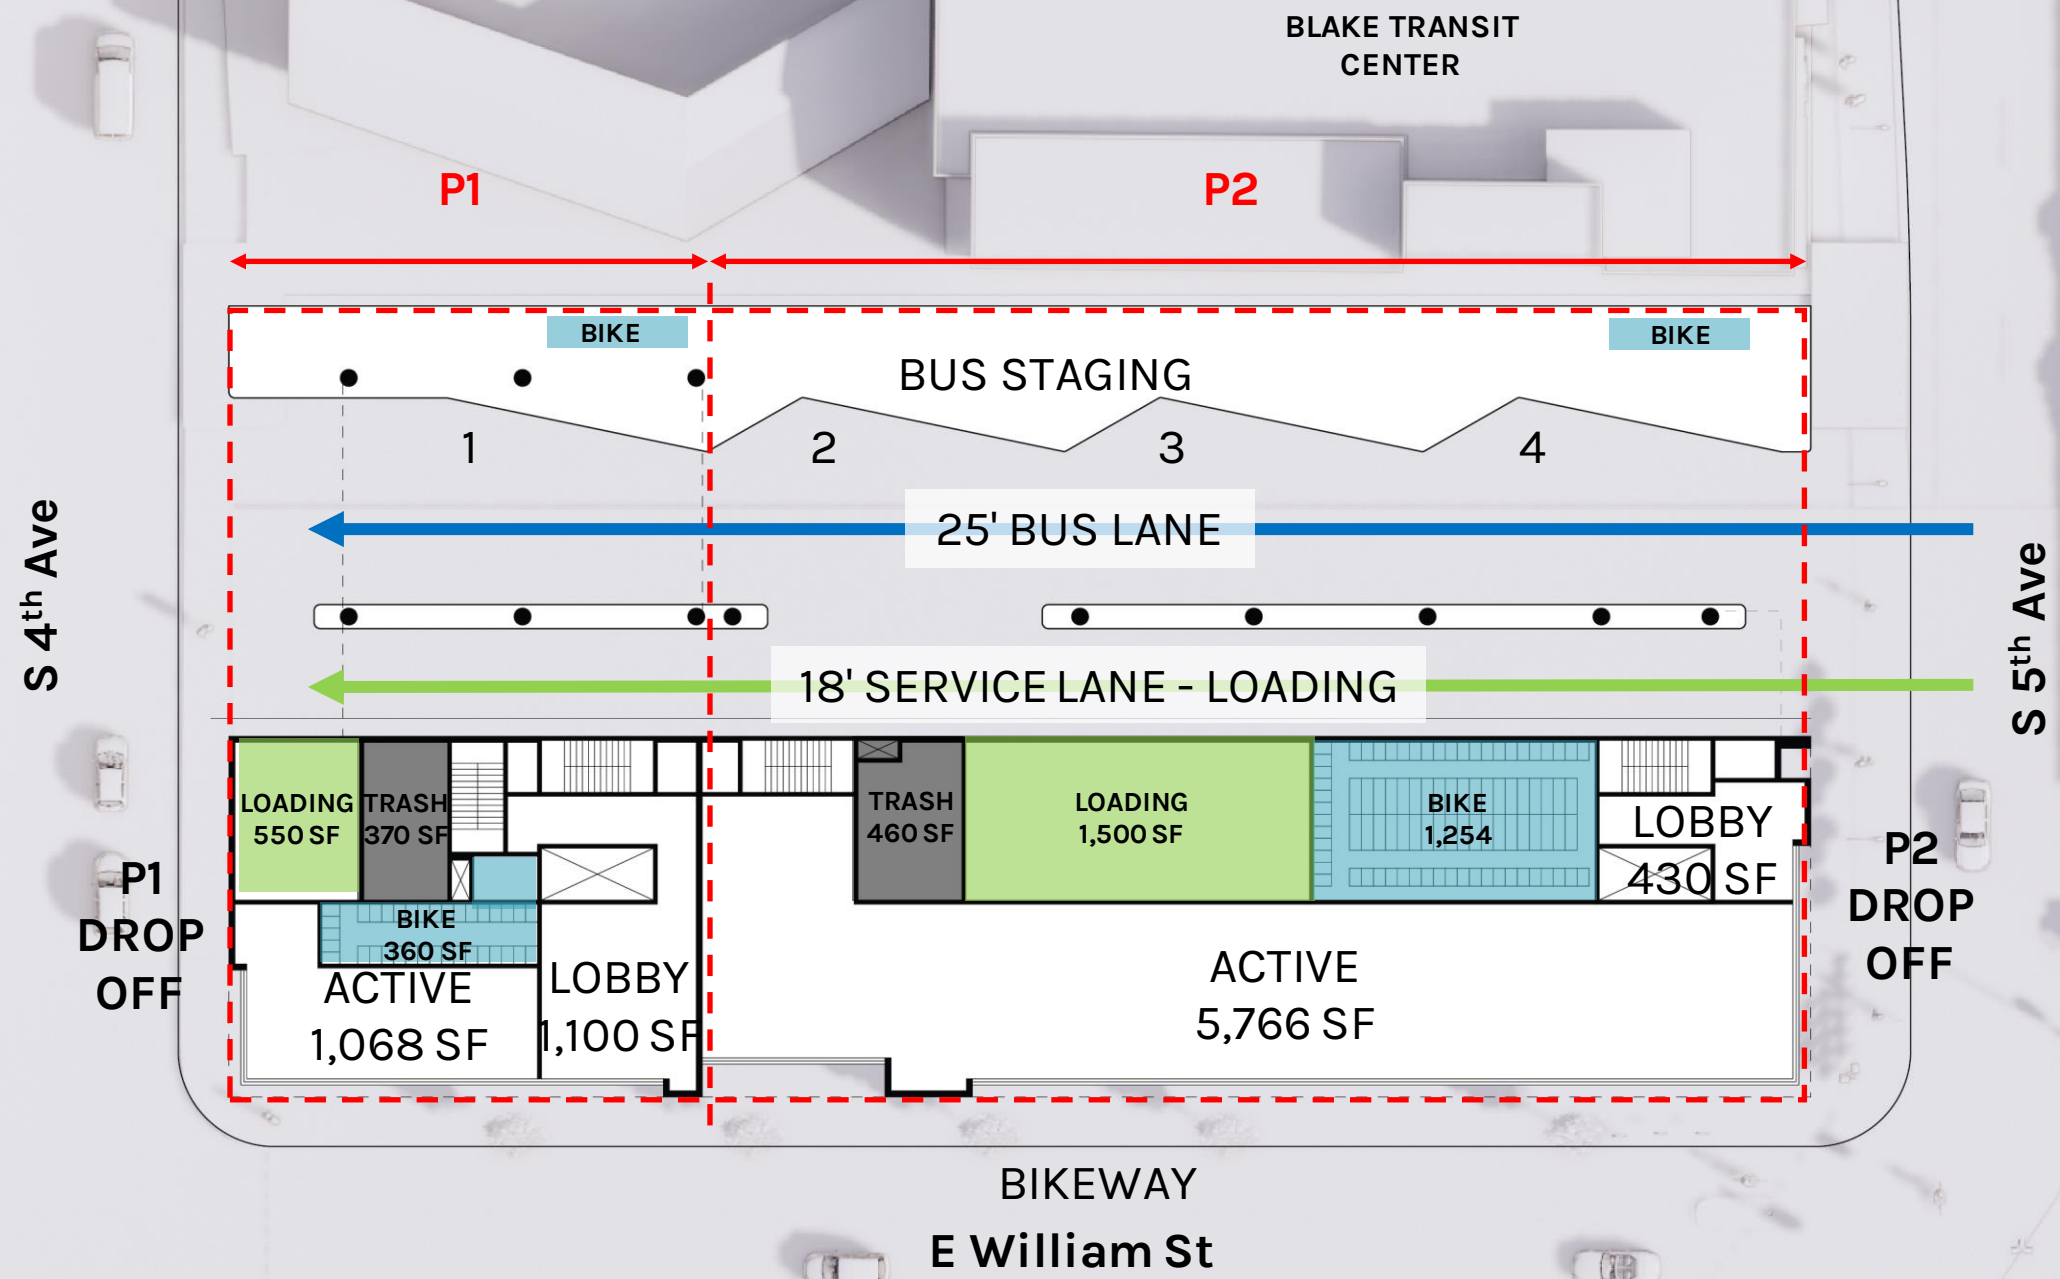 BLAKE TRANSIT
CENTER
P1
P2
BIKE
BIKE
BUS STAGING
1
2
3
4
25' BUS LANE
S 4th Ave
S 5th Ave
18' SERVICE LANE - LOADING
LOADING
550 SF
TRASH
370 SF
TRASH
460 SF
LOADING
1,500 SF
BIKE
1,254
LOBBY
430 SF
P1
DROP
OFF
P2
DROP
OFF
BIKE
360 SF
ACTIVE
1,068 SF
LOBBY
1,100 SF
ACTIVE
5,766 SF
BIKEWAY
E William St